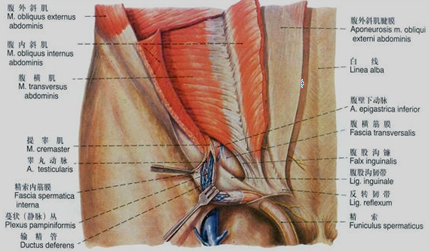 腹外斜肌
M. obliquus externus
abdominis
腹内斜肌
M. obliquus internus
abdominis
腹横肌
M. transversus
abdominis
提睾肌
M. cremaster
睾丸动脉
A. testicularis
精索内筋膜
Fascia spermatica
interna
蔓状(静脉)丛
Plexus pampiniformis
输精管
Ductus deferens
腹外斜肌腱膜
Aponeurosis m. obliqui
externi abdominis
白线
Linea alba
腹壁下动脉
A. epigastrica inferior
腹横筋膜
Fascia transversalis
腹股沟镰
Falx inguinalis
腹股沟韧带
Lig. inguinale
反转韧带
Lig. reflexum
精索
Funiculus spermaticus